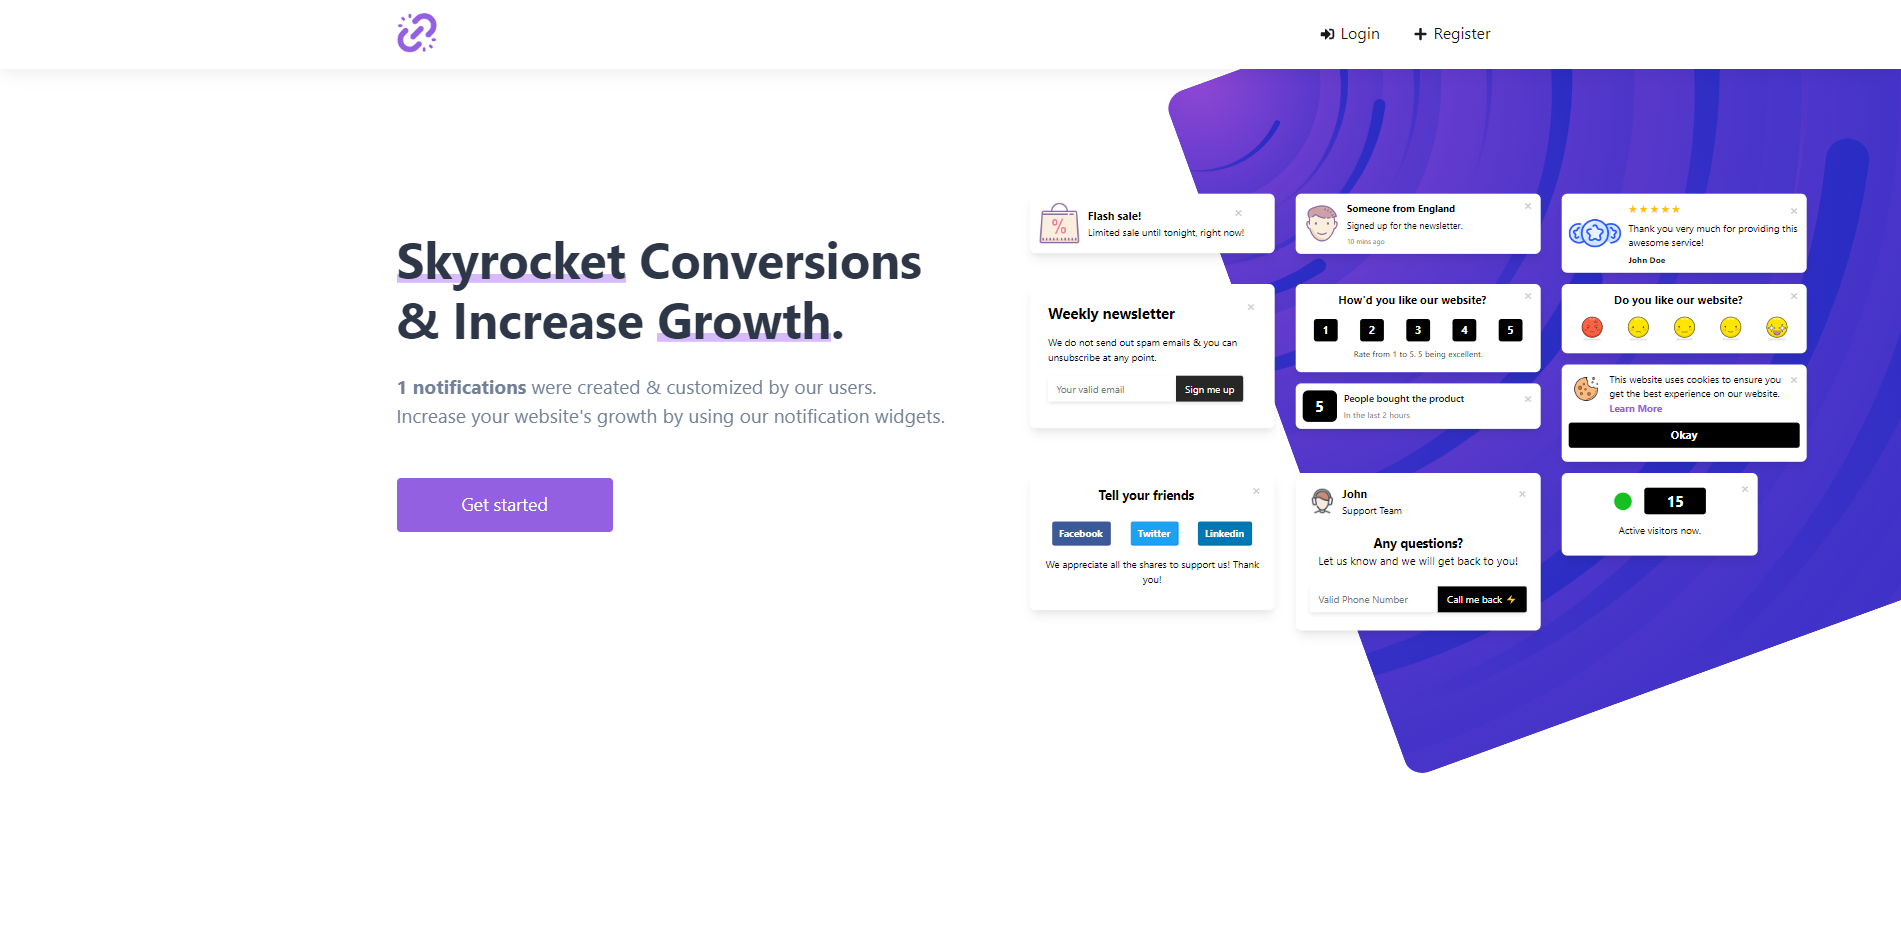 Login
Register
Skyrocket Conversions
& Increase Growth.
1 notifications were created & customized by our users.
Increase your website's growth by using our notification widgets.
Get started
%
Flash sale!
Limited sale until tonight, right now!
Weekly newsletter
We do not send out spam emails & you can
unsubscribe at any point.
Your valid email
Sign me up
Tell your friends
Facebook Twitter Linkedin
We appreciate all the shares to support us! Thank
you!
Someone from England
Signed up for the newsletter.
10 mins ago
How'd you like our website?
1 2 3 4 5
Rate from 1 to 5. 5 being excellent.
5
People bought the product
In the last 2 hours
John
Support Team
Any questions?
Let us know and we will get back to you!
Valid Phone Number
Call me back ⚡
★★★★★
Thank you very much for providing this
awesome service!
John Doe
Do you like our website?
This website uses cookies to ensure you
get the best experience on our website.
Learn More
Okay
15
Active visitors now.